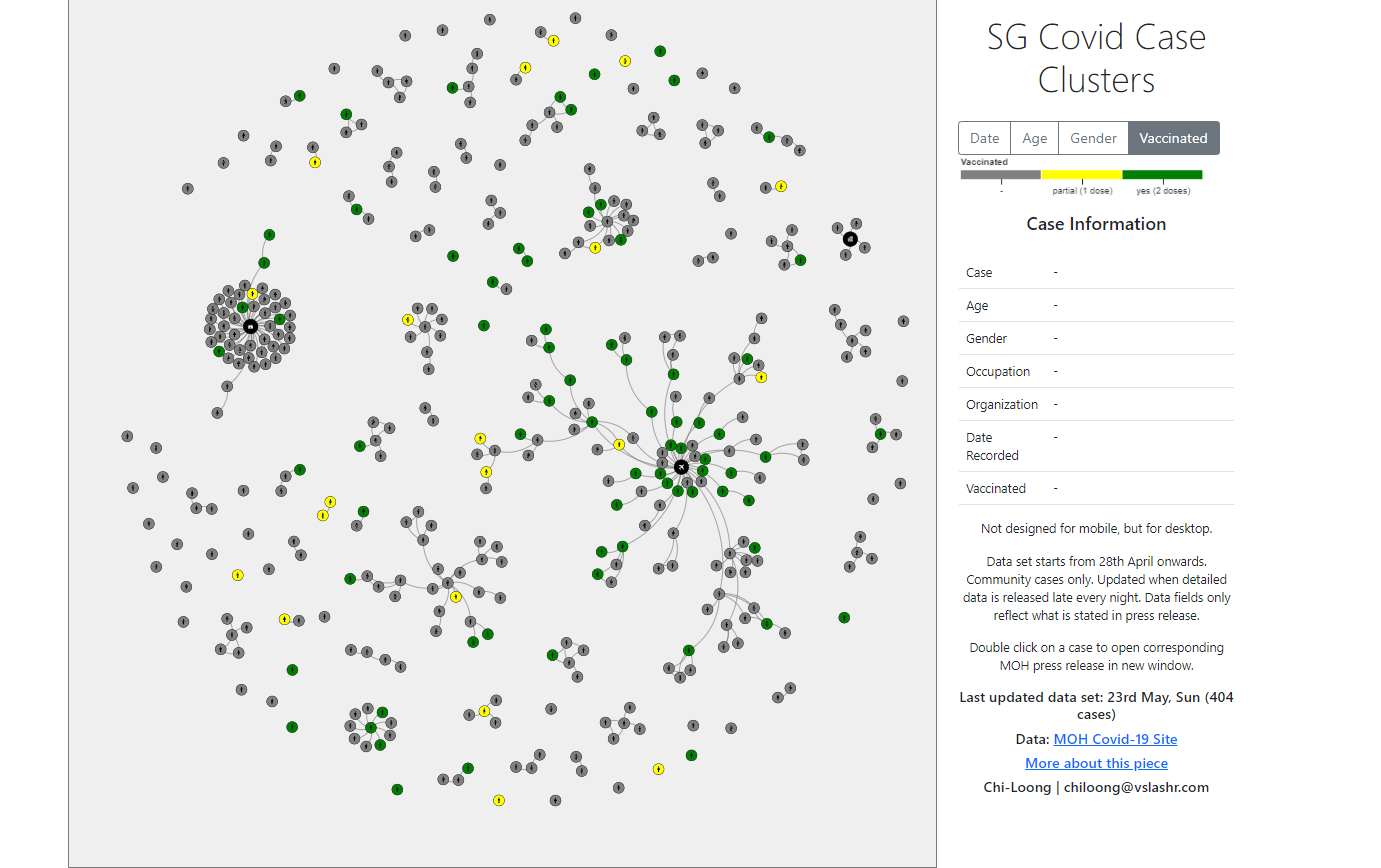 SG Covid Case
Clusters
Date Age Gender Vaccinated
Vaccinated
- partial (1 dose) yes (2 doses)
Case Information
Case -
Age -
Gender -
Occupation -
Organization -
Date -
Recorded
Vaccinated -
Not designed for mobile, but for desktop.
Data set starts from 28th April onwards.
Community cases only. Updated when detailed
data is released late every night. Data fields only
reflect what is stated in press release.
Double click on a case to open corresponding
MOH press release in new window.
Last updated data set: 23rd May, Sun (404
cases)
Data: MOH Covid-19 Site
More about this piece
Chi-Loong | chiloong@vslashr.com